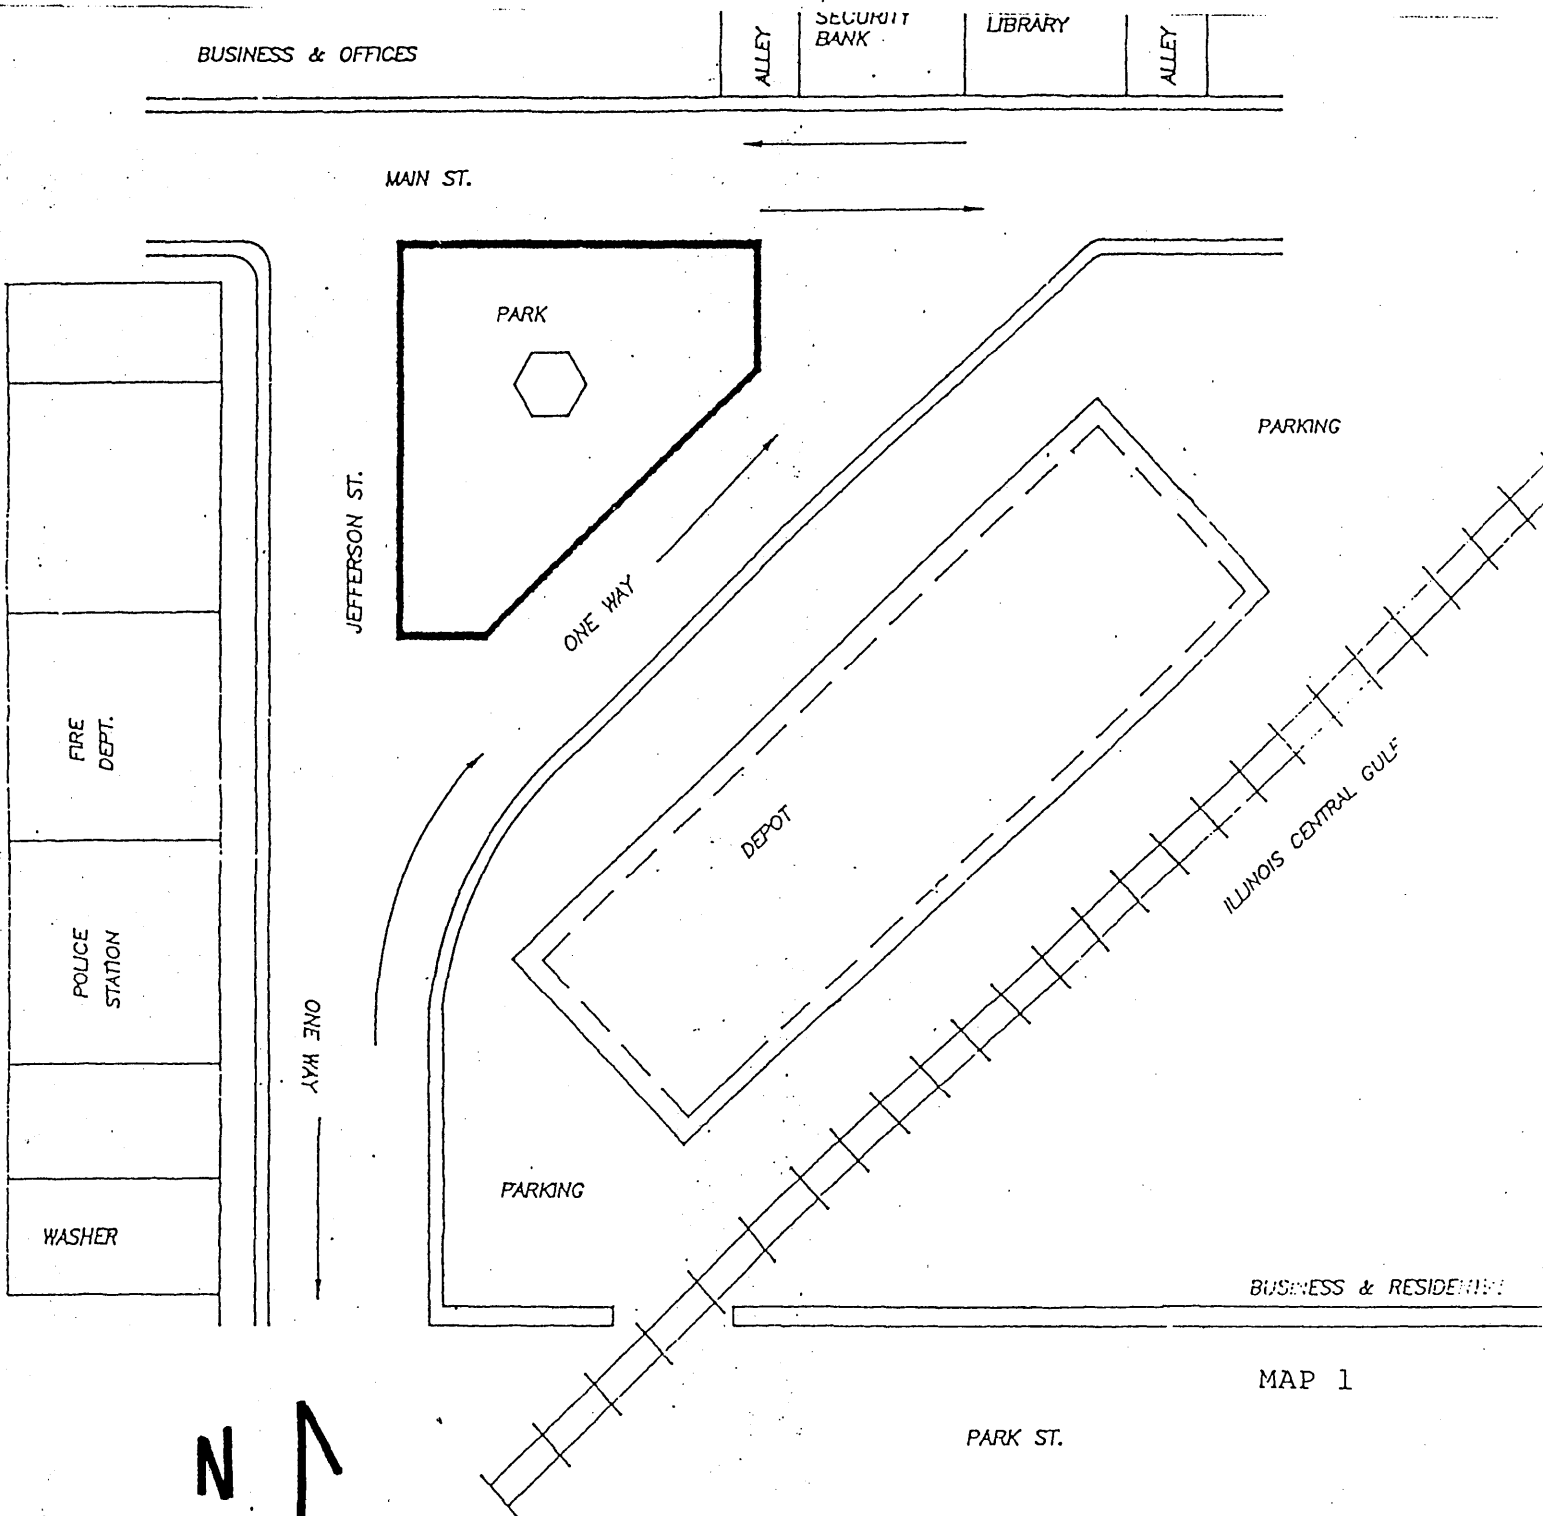 SECURITY
BANK
LIBRARY
ALLEY
ALLEY
BUSINESS & OFFICES
MAIN ST.
PARK
PARKING
JEFFERSON ST.
ONE WAY
FIRE
DEPT.
DEPOT
ILLINOIS CENTRAL GULF
POLICE
STATION
ONE WAY
PARKING
WASHER
BUSINESS &
MAP 1
PARK ST.
N